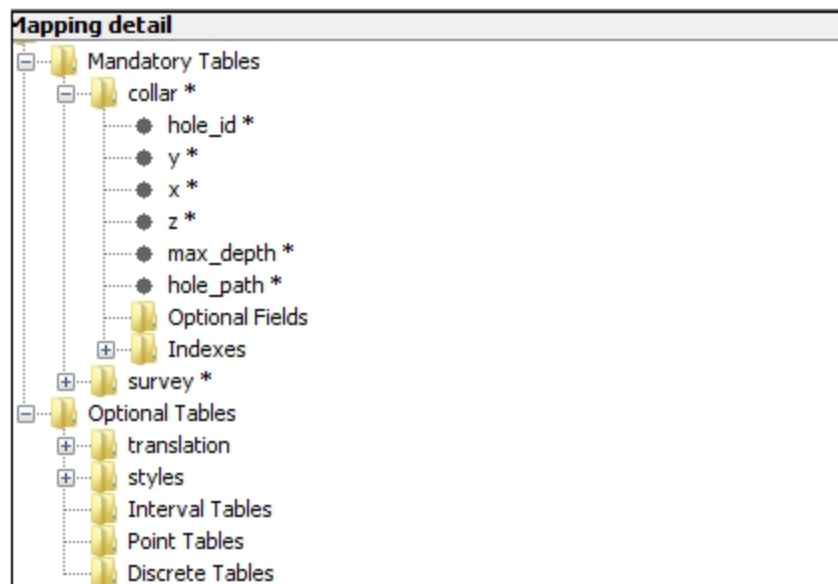 Mapping detail
Mandatory Tables
collar *
hole_id *
y *
x *
z *
max_depth *
hole_path *
Optional Fields
Indexes
survey *
Optional Tables
translation
styles
Interval Tables
Point Tables
Discrete Tables